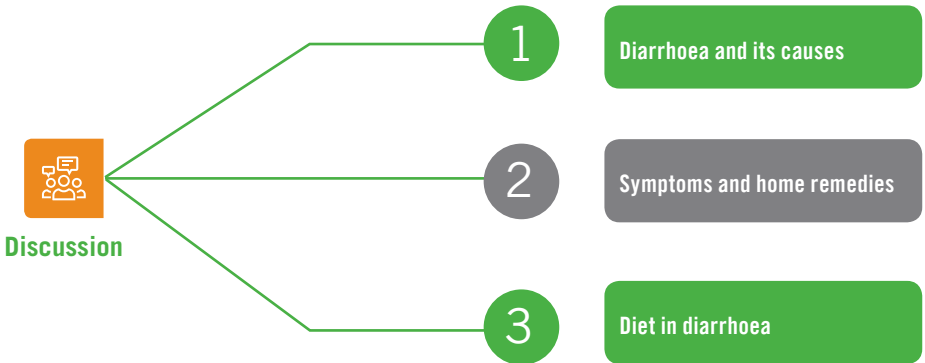 1
Diarrhoea and its causes
2
Symptoms and home remedies
Discussion
3
Diet in diarrhoea